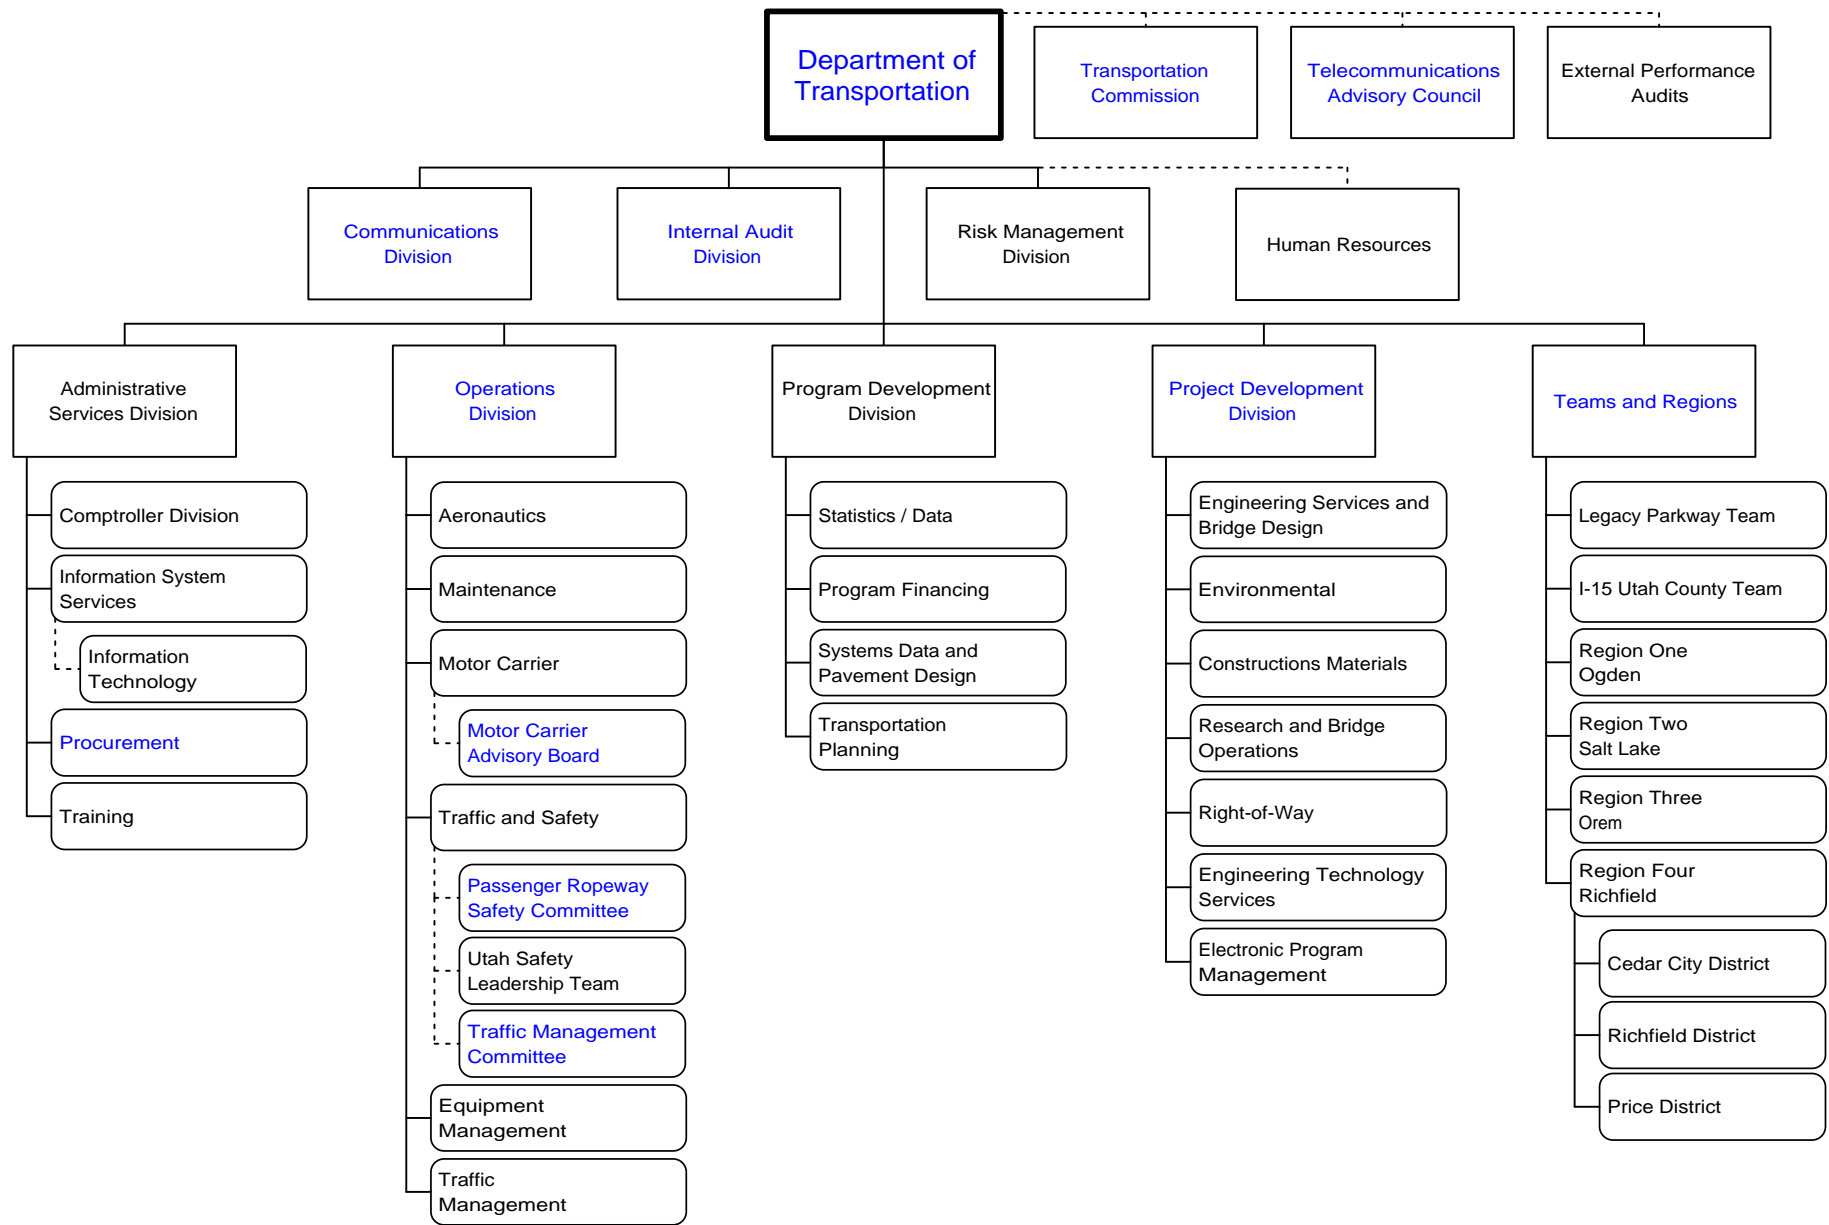 Department of
Transportation
Transportation
Commission
Telecommunications
Advisory Council
External Performance
Audits
Communications
Division
Internal Audit
Division
Risk Management
Division
Human Resources
Administrative
Services Division
Operations
Division
Program Development
Division
Project Development
Division
Teams and Regions
Comptroller Division
Information System
Services
Information
Technology
Procurement
Training
Aeronautics
Maintenance
Motor Carrier
Motor Carrier
Advisory Board
Traffic and Safety
Passenger Ropeway
Safety Committee
Utah Safety
Leadership Team
Traffic Management
Committee
Equipment
Management
Traffic
Management
Statistics / Data
Program Financing
Systems Data and
Pavement Design
Transportation
Planning
Engineering Services and
Bridge Design
Environmental
Constructions Materials
Research and Bridge
Operations
Right-of-Way
Engineering Technology
Services
Electronic Program
Management
Legacy Parkway Team
I-15 Utah County Team
Region One
Ogden
Region Two
Salt Lake
Region Three
Orem
Region Four
Richfield
Cedar City District
Richfield District
Price District